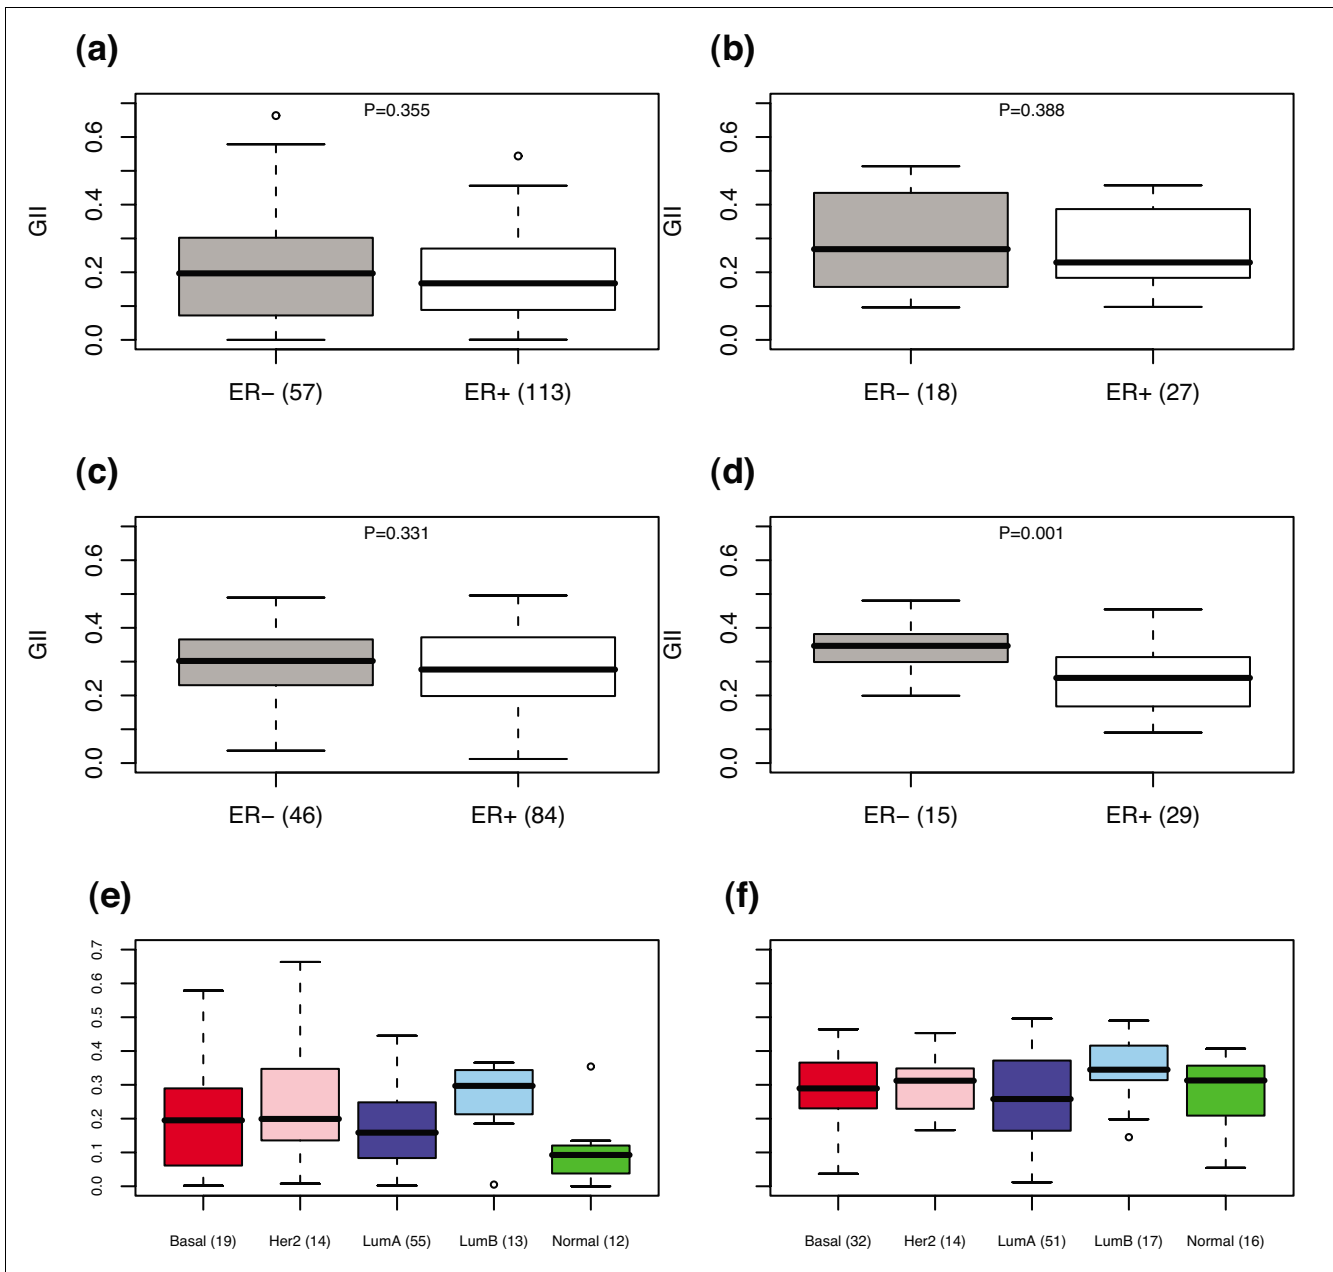 (a)
P=0.355
GII
0.0 0.2 0.4 0.6
ER− (57) ER+ (113)
(b)
P=0.388
GII
0.0 0.2 0.4 0.6
ER− (18) ER+ (27)
(c)
P=0.331
GII
0.0 0.2 0.4 0.6
ER− (46) ER+ (84)
(d)
P=0.001
GII
0.0 0.2 0.4 0.6
ER− (15) ER+ (29)
(e)
0.0 0.1 0.2 0.3 0.4 0.5 0.6 0.7
Basal (19) Her2 (14) LumA (55) LumB (13) Normal (12)
(f)
Basal (32) Her2 (14) LumA (51) LumB (17) Normal (16)